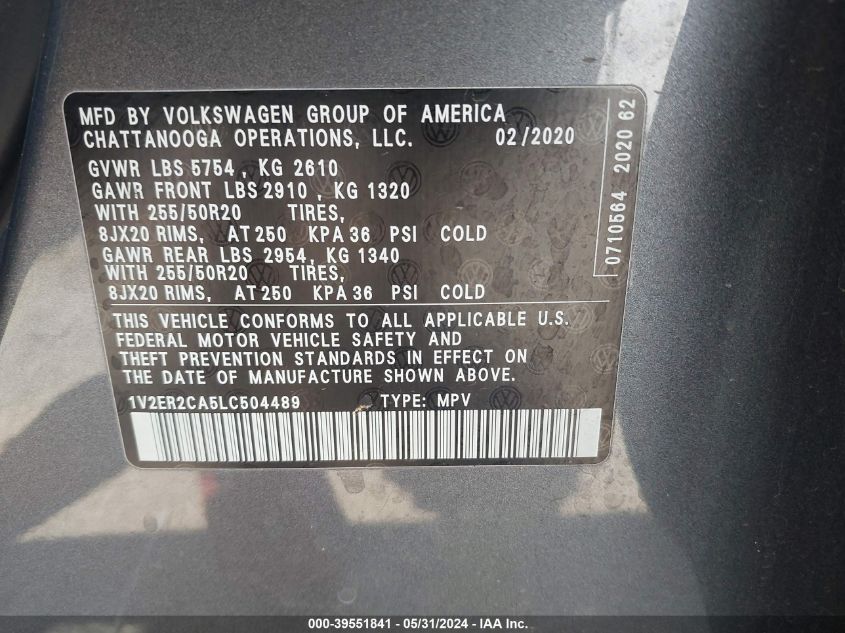 MFD BY VOLKSWAGEN GROUP OF AMERICA
CHATTANOOGA OPERATIONS, LLC. 02/2020
GVWR LBS 5754, KG 2610
GAWR FRONT LBS 2910, KG 1320
WITH 255/50R20 TIRES,
8JX20 RIMS, AT 250 KPA 36 PSI COLD
GAWR REAR LBS 2954, KG 1340
WITH 255/50R20 TIRES,
8JX20 RIMS, AT 250 KPA 36 PSI COLD
THIS VEHICLE CONFORMS TO ALL APPLICABLE U.S.
FEDERAL MOTOR VEHICLE SAFETY AND
THEFT PREVENTION STANDARDS IN EFFECT ON
THE DATE OF MANUFACTURE SHOWN ABOVE.
1V2ER2CA5LC504489 TYPE: MPV
0710564 2020 62
000-39551841 - 05/31/2024 - IAA Inc.